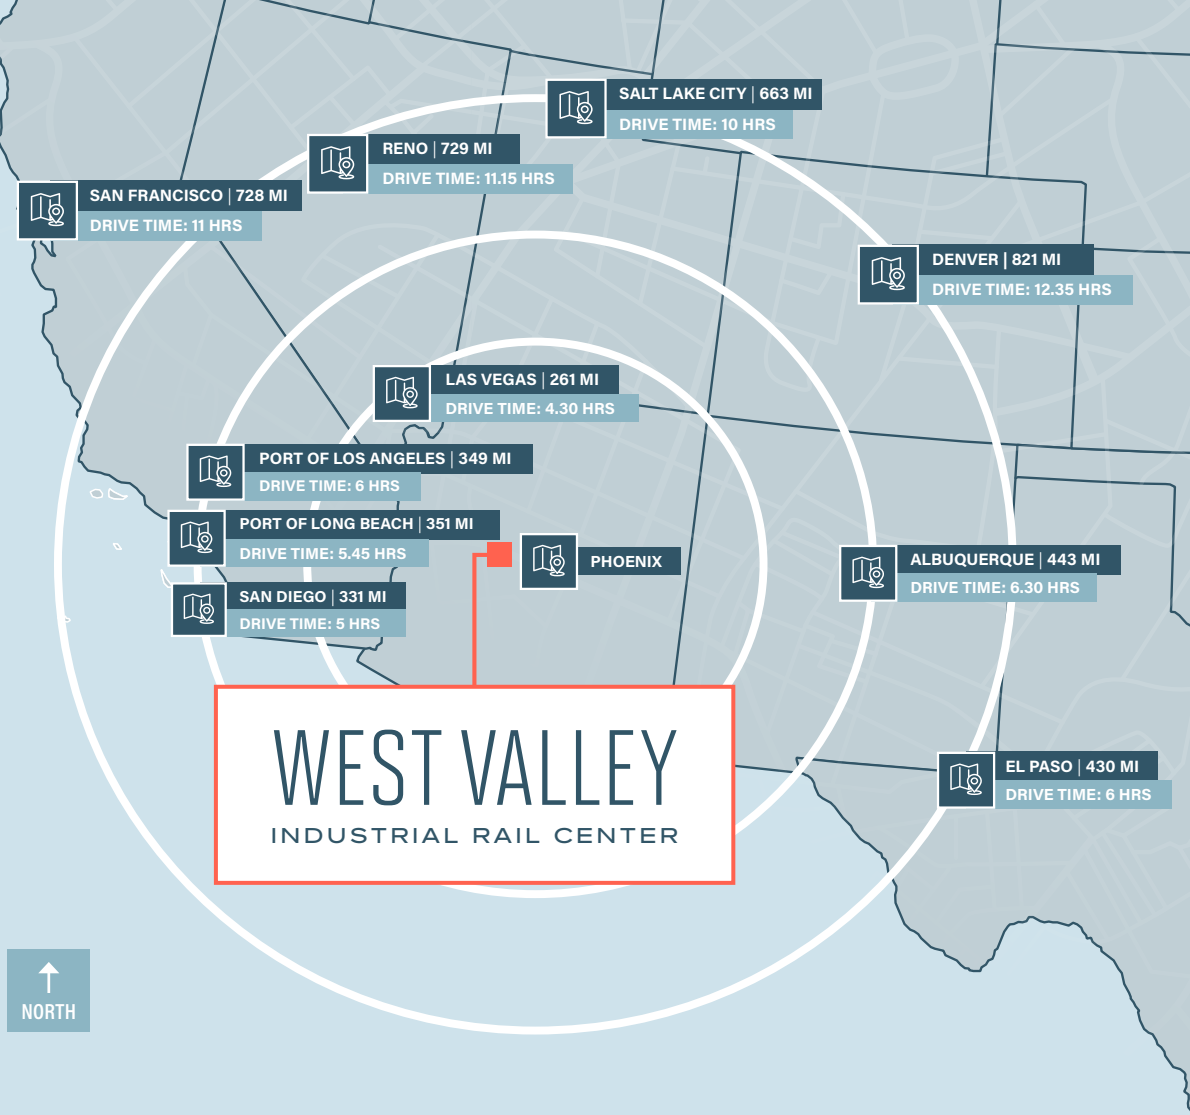 SALT LAKE CITY | 663 MI
DRIVE TIME: 10 HRS
RENO | 729 MI
DRIVE TIME: 11.15 HRS
SAN FRANCISCO | 728 MI
DRIVE TIME: 11 HRS
DENVER | 821 MI
DRIVE TIME: 12.35 HRS
LAS VEGAS | 261 MI
DRIVE TIME: 4.30 HRS
PORT OF LOS ANGELES | 349 MI
DRIVE TIME: 6 HRS
PORT OF LONG BEACH | 351 MI
DRIVE TIME: 5.45 HRS
PHOENIX
ALBUQUERQUE | 443 MI
DRIVE TIME: 6.30 HRS
SAN DIEGO | 331 MI
DRIVE TIME: 5 HRS
WEST VALLEY
INDUSTRIAL RAIL CENTER
EL PASO | 430 MI
DRIVE TIME: 6 HRS
NORTH